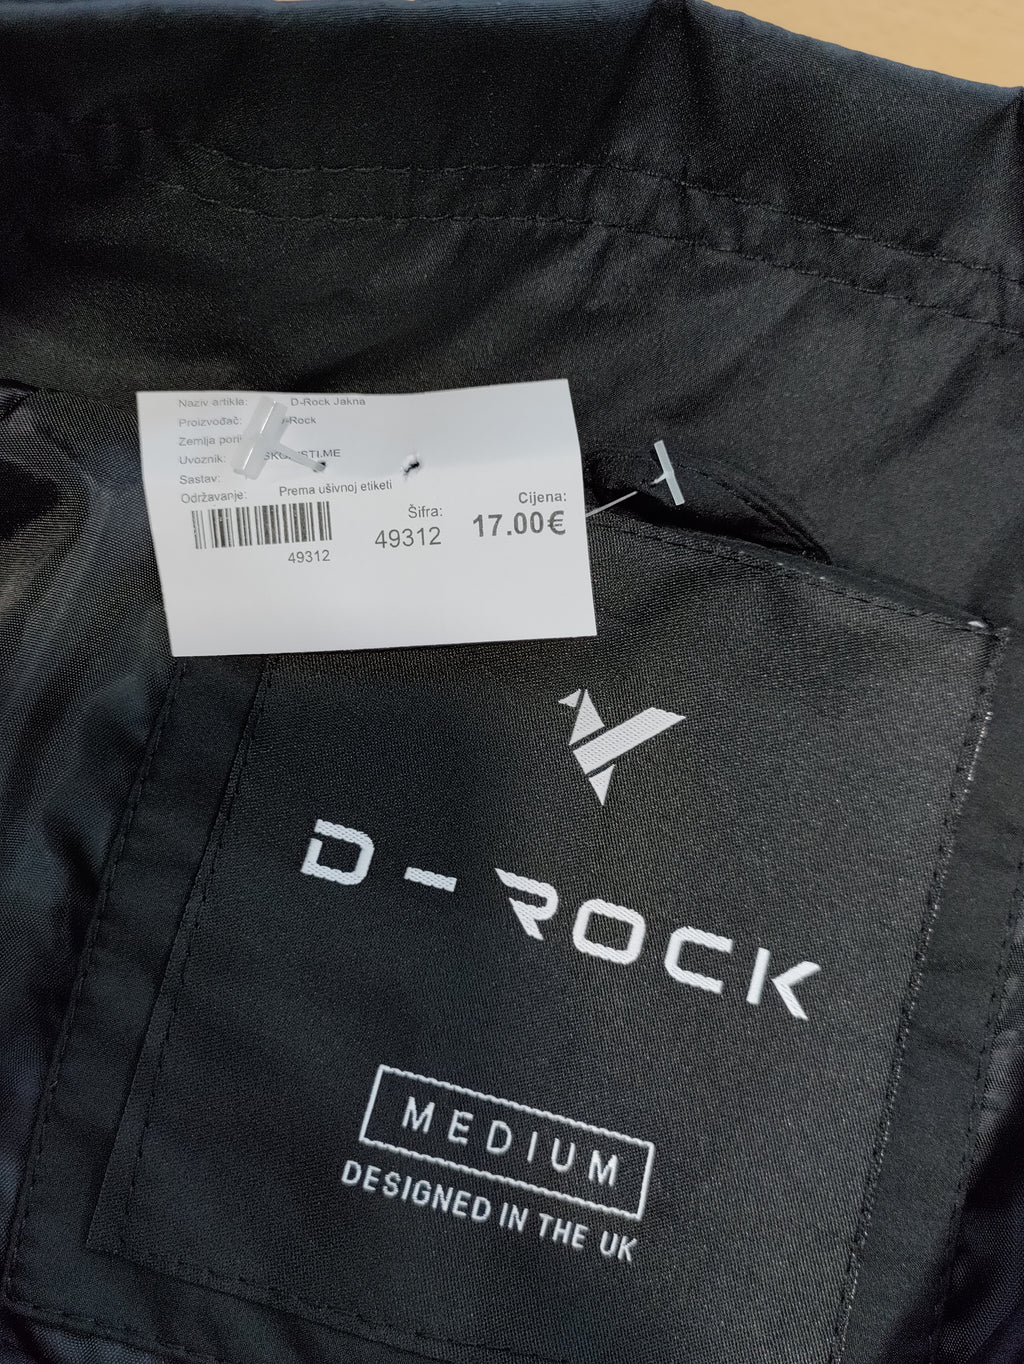 Naziv artikla: D-Rock Jakna
Proizvođač: D-Rock
Zemlja
Uvoznik:
Sastav:
Održavanje: Prema ušivnoj etiketi
49312
Šifra:
49312
Cijena:
17.00€
D-ROCK
MEDIUM
DESIGNED IN THE UK